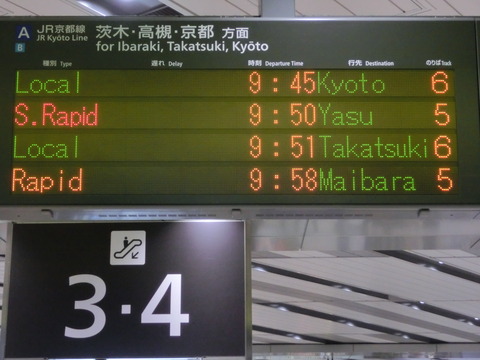 A JR京都線 茨木・高槻・京都 方面
B JR Kyōto Line for Ibaraki, Takatsuki, Kyōto
種別 Type 遅れ Delay 時刻 Departure Time 行先 Destination のりば Track
Local 9:45 Kyoto 6
S.Rapid 9:50 Yasu 5
Local 9:51 Takatsuki 6
Rapid 9:58 Maibara 5
3・4